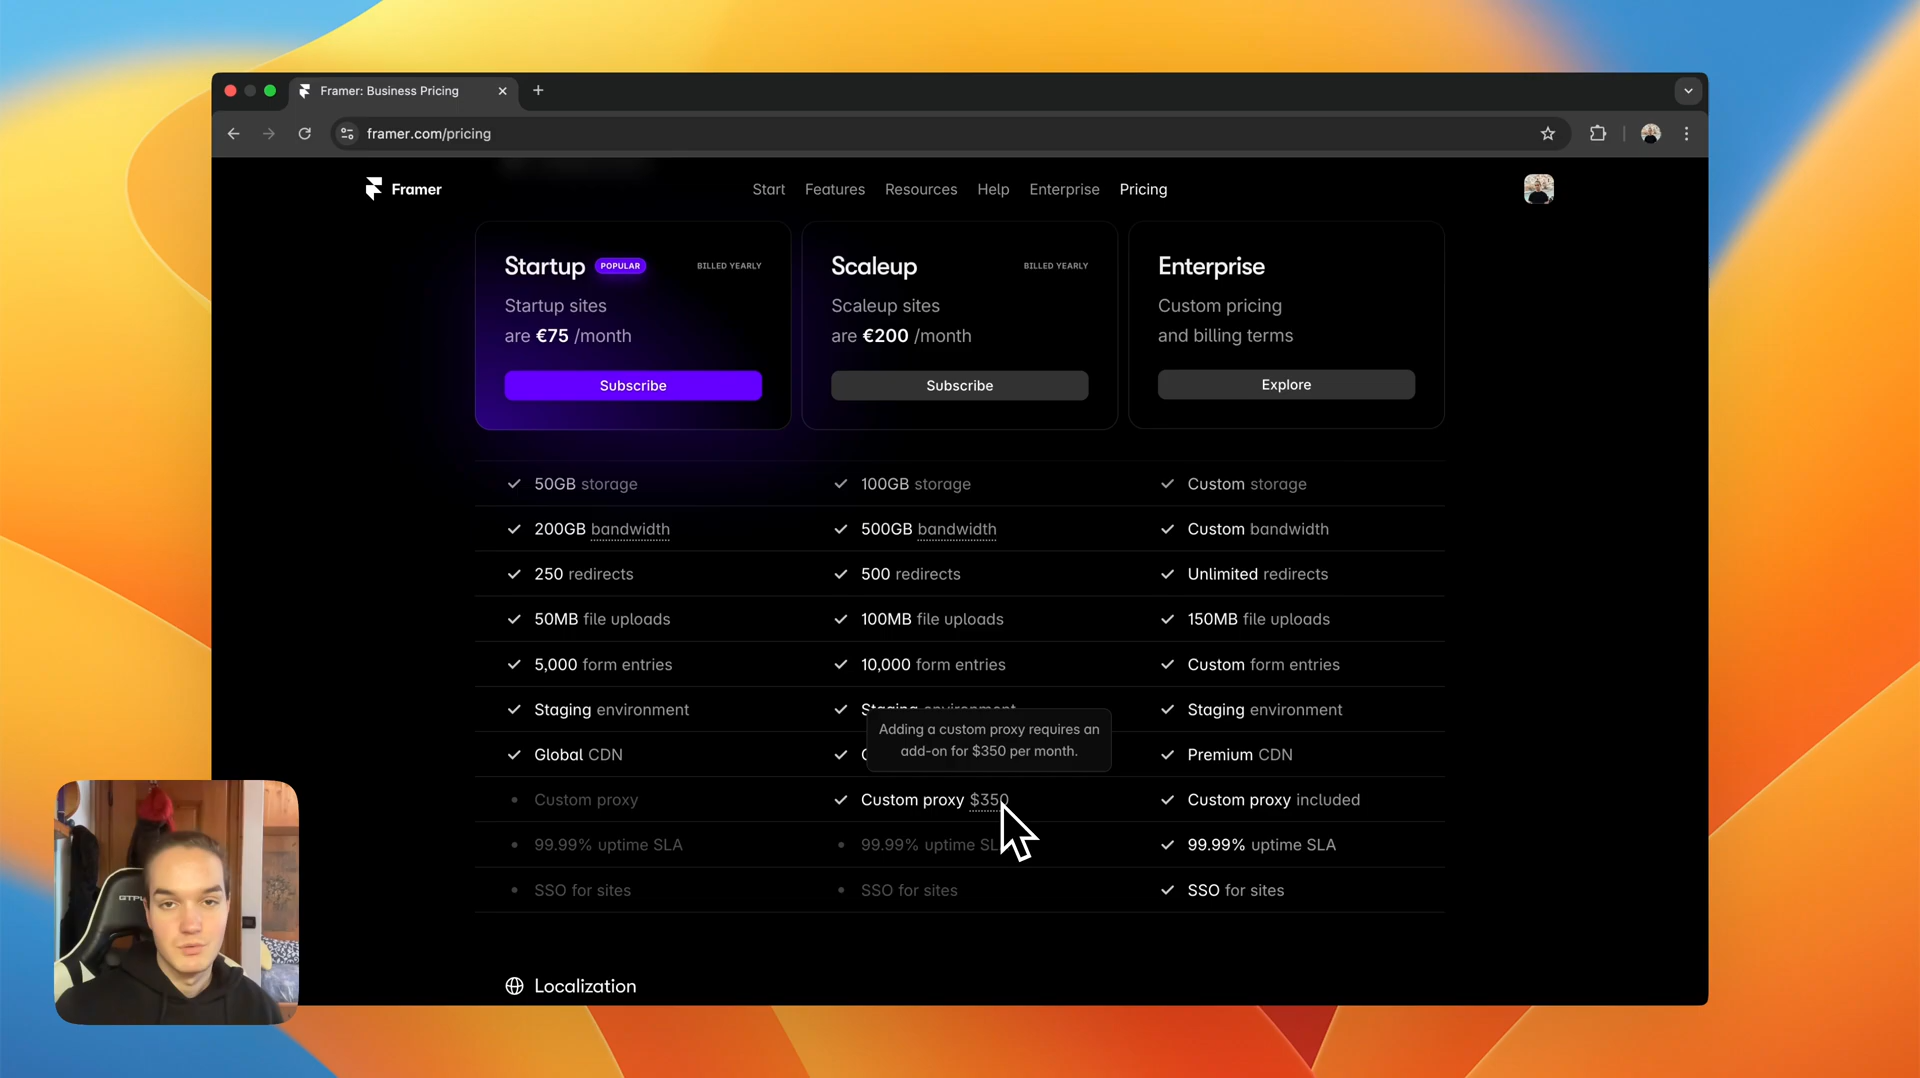 Framer: Business Pricing
framer.com/pricing
Framer
Start
Features
Resources
Help
Enterprise
Pricing
Startup
POPULAR
BILLED YEARLY
Startup sites
are €75 /month
Subscribe
Scaleup
BILLED YEARLY
Scaleup sites
are €200 /month
Subscribe
Enterprise
Custom pricing
and billing terms
Explore
50GB storage
100GB storage
Custom storage
200GB bandwidth
500GB bandwidth
Custom bandwidth
250 redirects
500 redirects
Unlimited redirects
50MB file uploads
100MB file uploads
150MB file uploads
5,000 form entries
10,000 form entries
Custom form entries
Staging environment
Staging environment
Staging environment
Adding a custom proxy requires an
add-on for $350 per month.
Global CDN
Premium CDN
Custom proxy
Custom proxy $350
Custom proxy included
99.99% uptime SLA
99.99% uptime
99.99% uptime SLA
SSO for sites
SSO for sites
SSO for sites
Localization